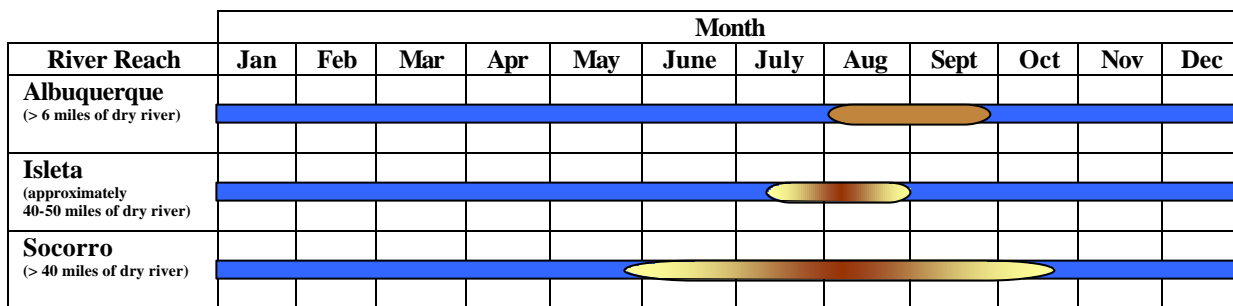 Month
River Reach Jan Feb Mar Apr May June July Aug Sept Oct Nov Dec
Albuquerque
(> 6 miles of dry river)
Isleta
(approximately
40-50 miles of dry river)
Socorro
(> 40 miles of dry river)